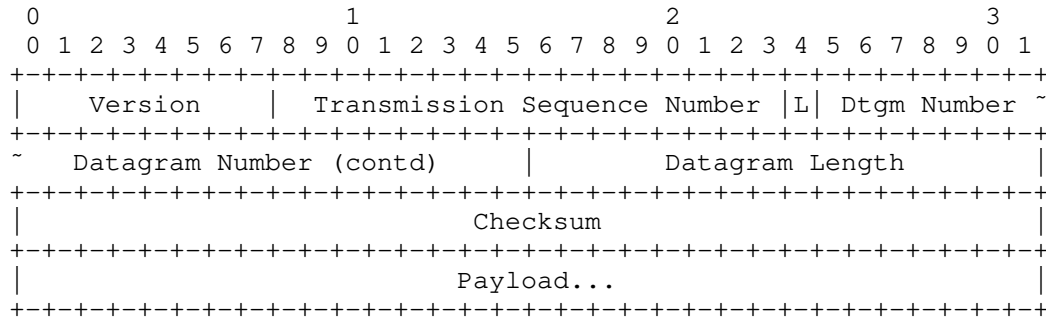 0                   1                   2                   3
 0 1 2 3 4 5 6 7 8 9 0 1 2 3 4 5 6 7 8 9 0 1 2 3 4 5 6 7 8 9 0 1
+-+-+-+-+-+-+-+-+-+-+-+-+-+-+-+-+-+-+-+-+-+-+-+-+-+-+-+-+-+-+-+-+
|    Version    |  Transmission Sequence Number |L| Dtgm Number ~
+-+-+-+-+-+-+-+-+-+-+-+-+-+-+-+-+-+-+-+-+-+-+-+-+-+-+-+-+-+-+-+-+
~   Datagram Number (contd)     |        Datagram Length        |
+-+-+-+-+-+-+-+-+-+-+-+-+-+-+-+-+-+-+-+-+-+-+-+-+-+-+-+-+-+-+-+-+
|                            Checksum                           |
+-+-+-+-+-+-+-+-+-+-+-+-+-+-+-+-+-+-+-+-+-+-+-+-+-+-+-+-+-+-+-+-+
|                           Payload...                          |
+-+-+-+-+-+-+-+-+-+-+-+-+-+-+-+-+-+-+-+-+-+-+-+-+-+-+-+-+-+-+-+-+